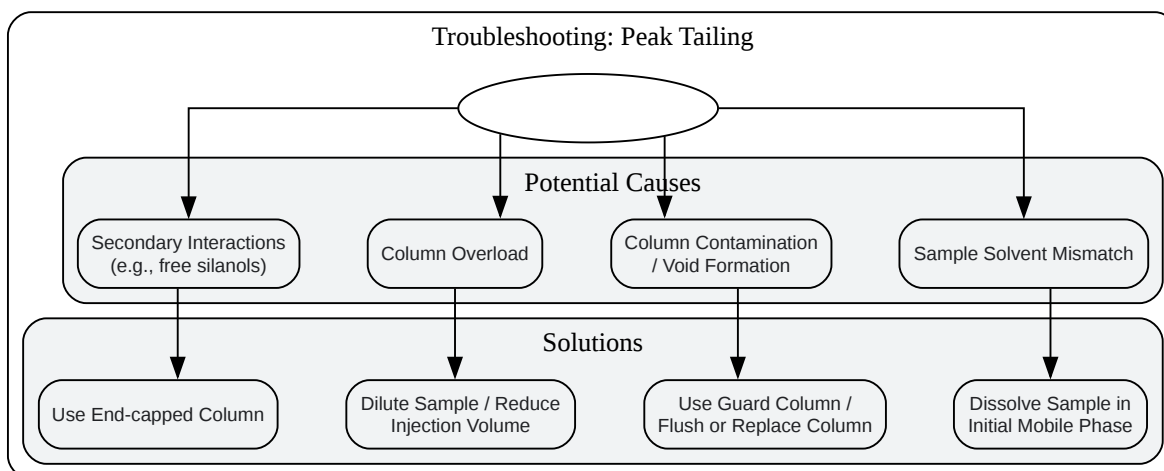 Troubleshooting: Peak Tailing
Potential Causes
Secondary Interactions
(e.g., free silanols)
Column Overload
Column Contamination
/ Void Formation
Sample Solvent Mismatch
Solutions
Use End-capped Column
Dilute Sample / Reduce
Injection Volume
Use Guard Column /
Flush or Replace Column
Dissolve Sample in
Initial Mobile Phase